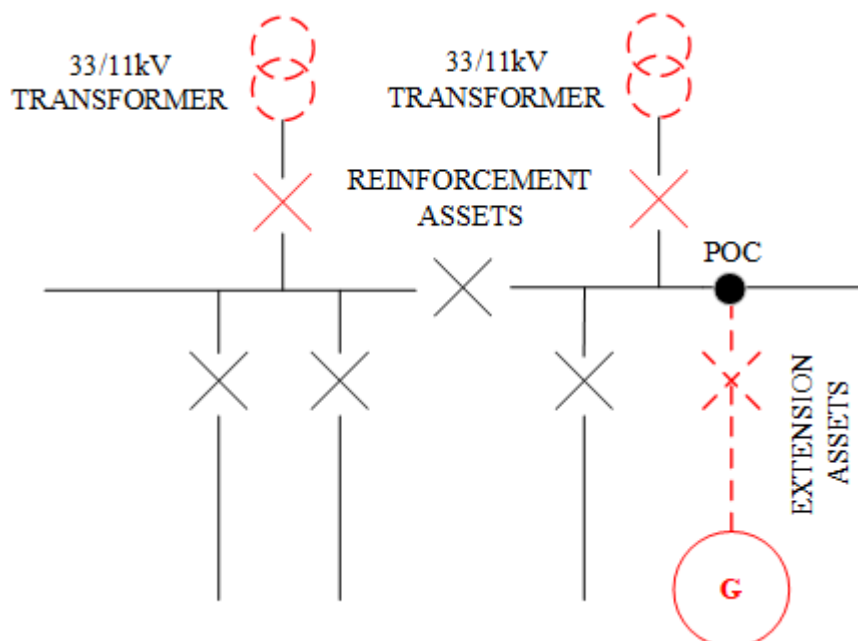 33/11kV
TRANSFORMER
33/11kV
TRANSFORMER
REINFORCEMENT
ASSETS
POC
EXTENSION
ASSETS
G